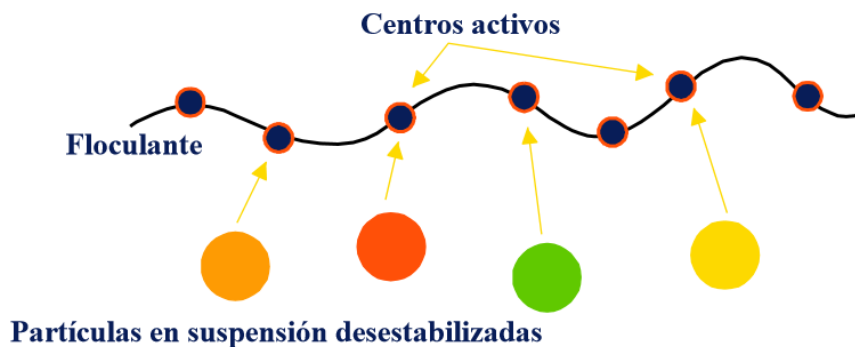 Centros activos
Floculante
Partículas en suspensión desestabilizadas